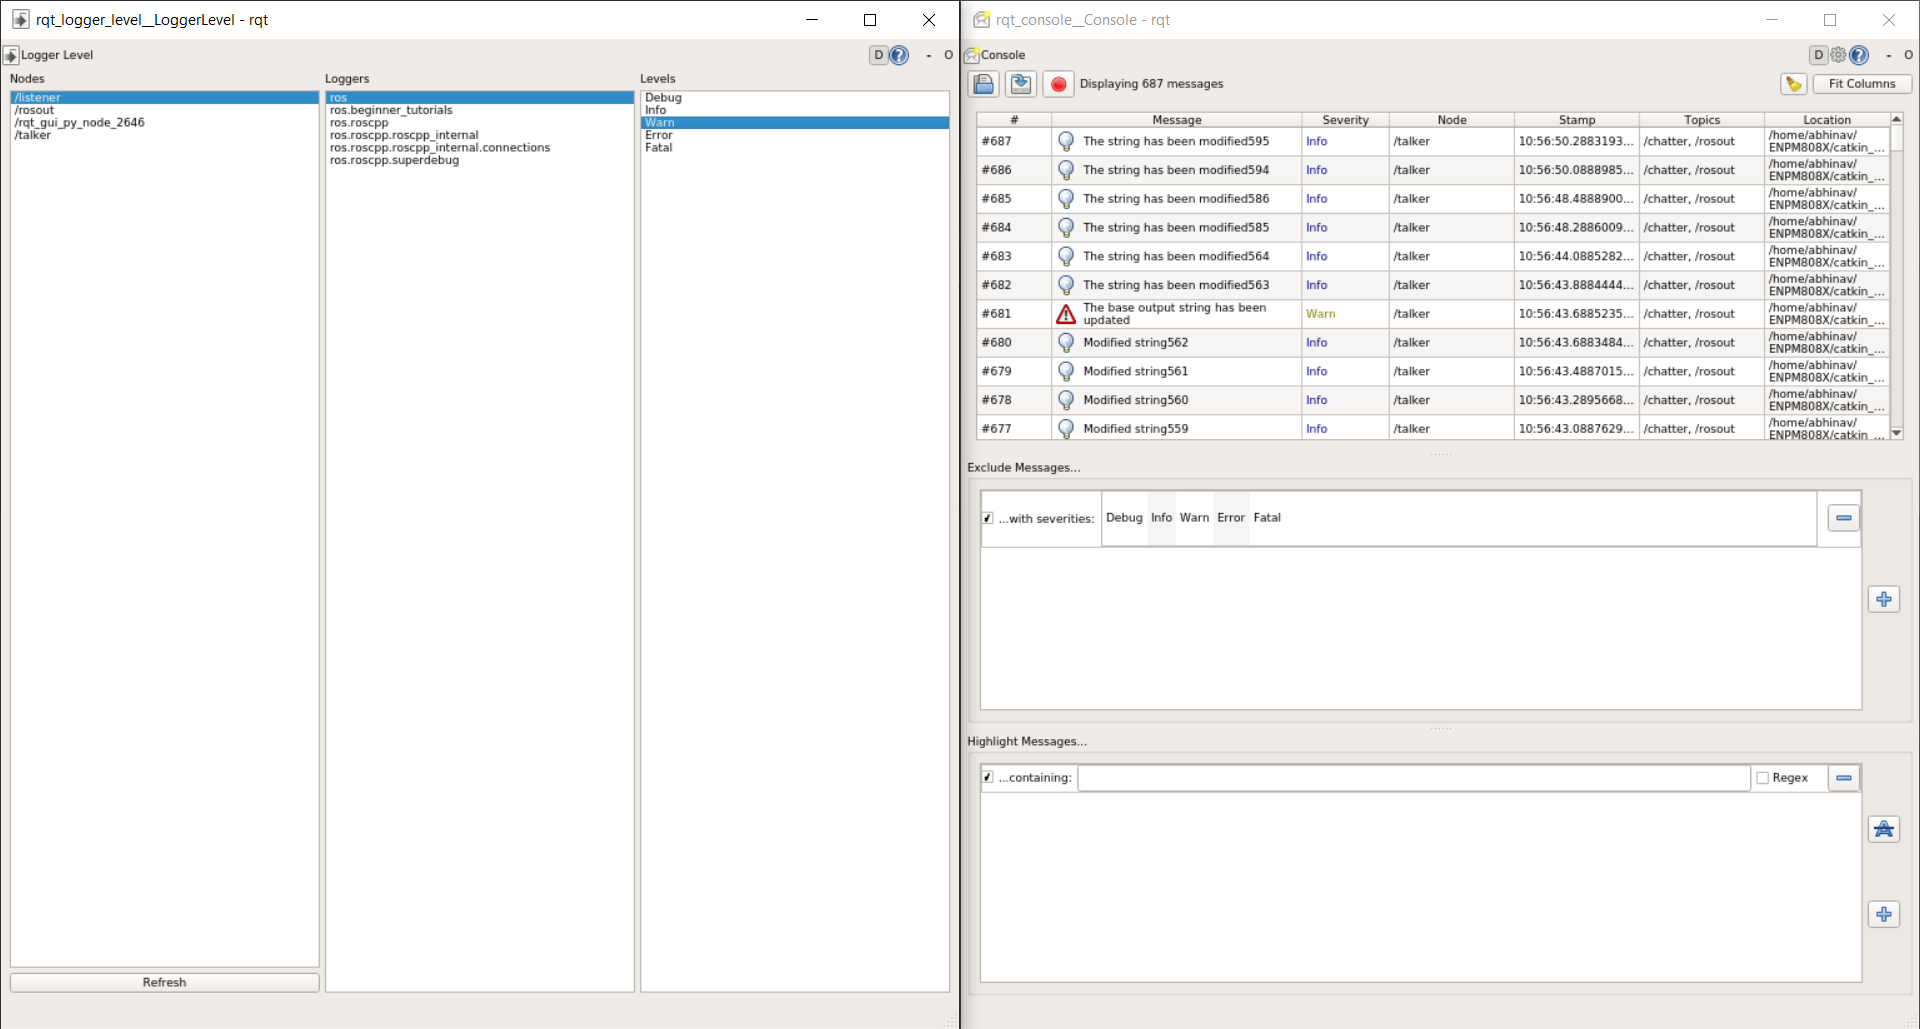 rqt_logger_level__LoggerLevel - rqt
Logger Level
D
-
O
Nodes
/listener
/rosout
/rqt_gui_py_node_2646
/talker
Refresh
Loggers
ros
ros.beginner_tutorials
ros.roscpp
ros.roscpp.roscpp_internal
ros.roscpp.roscpp_internal.connections
ros.roscpp.superdebug
Levels
Debug
Info
Warn
Error
Fatal
rqt_console__Console - rqt
Console
D
-
O
Displaying 687 messages
Fit Columns
# Message Severity Node Stamp Topics Location
#687 The string has been modified595 Info /talker 10:56:50.2883193... /chatter, /rosout /home/abhinav/
ENPM808X/catkin_...
#686 The string has been modified594 Info /talker 10:56:50.0888985... /chatter, /rosout /home/abhinav/
ENPM808X/catkin_...
#685 The string has been modified586 Info /talker 10:56:48.4888900... /chatter, /rosout /home/abhinav/
ENPM808X/catkin_...
#684 The string has been modified585 Info /talker 10:56:48.2886009... /chatter, /rosout /home/abhinav/
ENPM808X/catkin_...
#683 The string has been modified564 Info /talker 10:56:44.0885282... /chatter, /rosout /home/abhinav/
ENPM808X/catkin_...
#682 The string has been modified563 Info /talker 10:56:43.8884444... /chatter, /rosout /home/abhinav/
ENPM808X/catkin_...
#681 The base output string has been
updated Warn /talker 10:56:43.6885235... /chatter, /rosout /home/abhinav/
ENPM808X/catkin_...
#680 Modified string562 Info /talker 10:56:43.6883484... /chatter, /rosout /home/abhinav/
ENPM808X/catkin_...
#679 Modified string561 Info /talker 10:56:43.4887015... /chatter, /rosout /home/abhinav/
ENPM808X/catkin_...
#678 Modified string560 Info /talker 10:56:43.2895668... /chatter, /rosout /home/abhinav/
ENPM808X/catkin_...
#677 Modified string559 Info /talker 10:56:43.0887629... /chatter, /rosout /home/abhinav/
ENPM808X/catkin_...
Exclude Messages...
...with severities: Debug Info Warn Error Fatal
Highlight Messages...
...containing: Regex